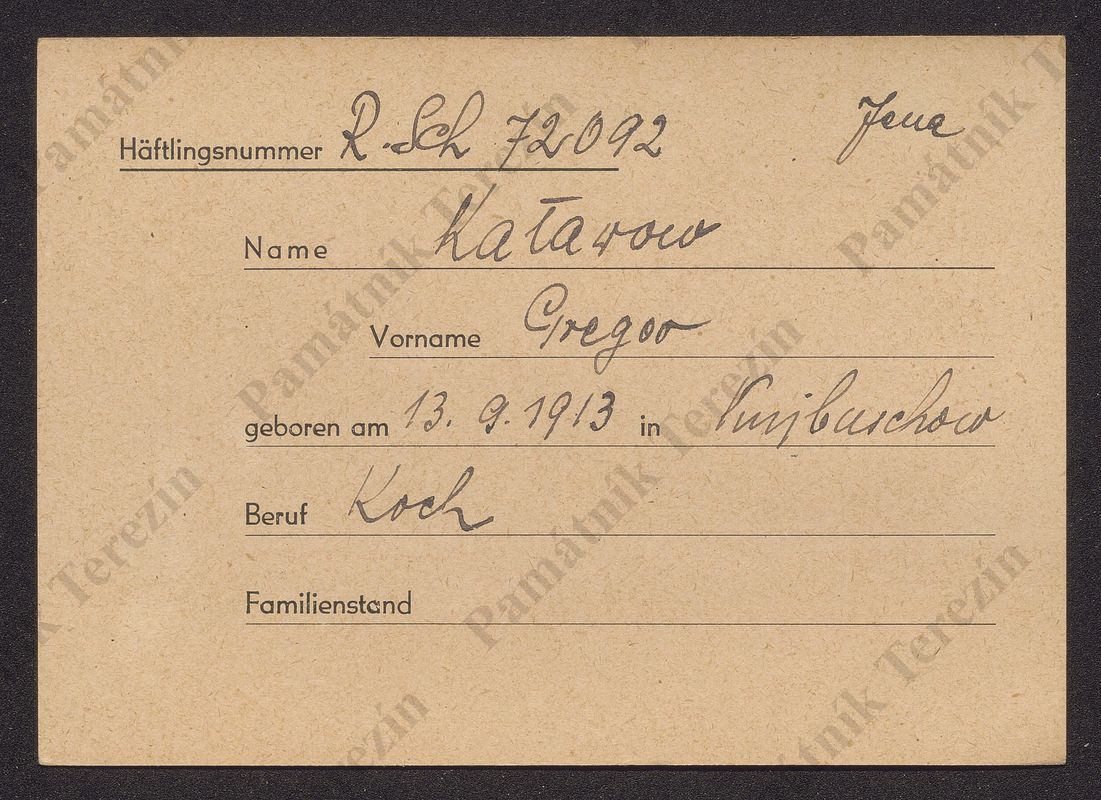 Häftlingsnummer R. Sch 72092 Jena
Name Katarow
Vorname Gregor
geboren am 13. 9. 1913 in Kujbuschow
Beruf Koch
Familienstand
Památník Terezín